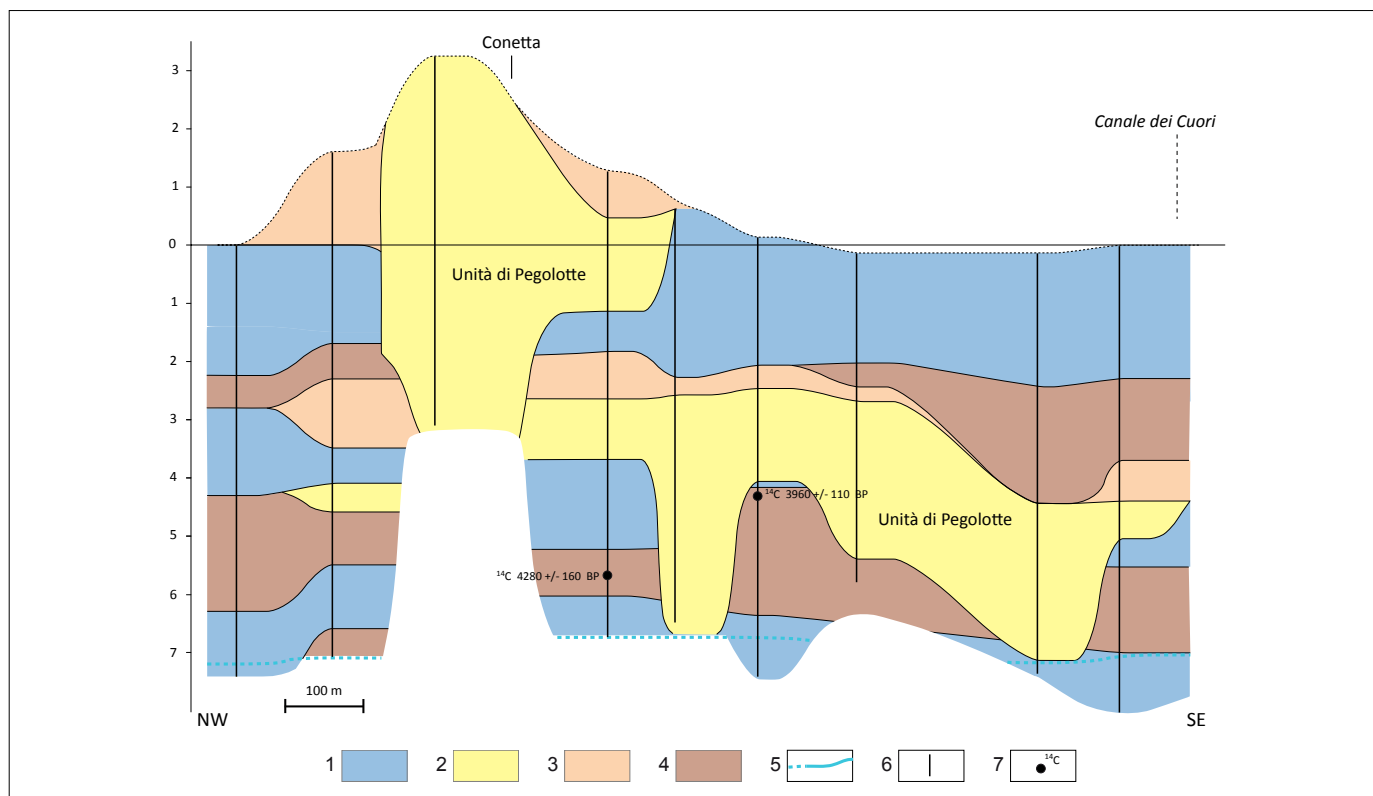 Conetta
3
2
Canale dei Cuori
1
0
Unità di Pegolotte
1
2
3
4
¹⁴C 3960 +/- 110 BP
Unità di Pegolotte
5
¹⁴C 4280 +/- 160 BP
6
7
100 m
NW
SE
1 2 3 4 5 6 7 ¹⁴C